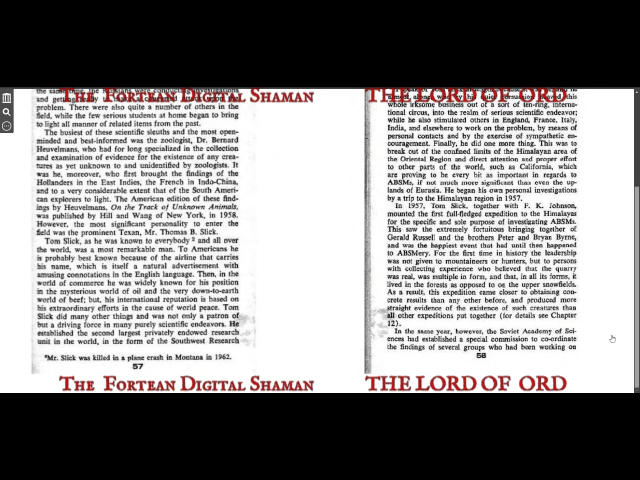 THE FORTEAN DIGITAL SHAMAN
problem. There were also quite a number of others in the
field, while the few serious students at home began to bring
to light all manner of related items from the past.
The busiest of these scientific sleuths and the most open-
minded and best-informed was the zoologist, Dr. Bernard
Heuvelmans, who had for long specialized in the collection
and examination of evidence for the existence of any crea-
tures as yet unknown to and unidentified by zoologists. It
was he, moreover, who first brought the findings of the
Hollanders in the East Indies, the French in Indo-China,
and to a very considerable extent that of the South Ameri-
can explorers to light. The American edition of these find-
ings by Heuvelmans, On the Track of Unknown Animals,
was published by Hill and Wang of New York, in 1958.
However, the most significant personality to enter the
field was the prominent Texan, Mr. Thomas B. Slick.
Tom Slick, as he was known to everybody ² and all over
the world, was a most remarkable man. To Americans he
is probably best known because of the airline that carries
his name, which is itself a natural advertisement with
amusing connotations in the English language. Then, in the
world of commerce he was widely known for his position
in the mysterious world of oil and the very down-to-earth
world of beef; but, his international reputation is based on
his extraordinary efforts in the cause of world peace. Tom
Slick did many other things and was not only a patron of
but a driving force in many purely scientific endeavors. He
established the second largest privately endowed research
unit in the world, in the form of the Southwest Research
²Mr. Slick was killed in a plane crash in Montana in 1962.
57
THE FORTEAN DIGITAL SHAMAN
THE LORD OF ORD
whole irksome business out of a sort of ten-ring, interna-
tional circus, into the realm of serious scientific endeavor;
while he also stimulated others in England, France, Italy,
India, and elsewhere to work on the problem, by means of
personal contacts and by the exercise of sympathetic en-
couragement. Finally, he did one more thing. This was to
break out of the confined limits of the Himalayan area of
the Oriental Region and direct attention and proper effort
to other parts of the world, such as California, which
are proving to be every bit as important in regards to
ABSMs, if not much more significant than even the up-
lands of Eurasia. He began his own personal investigations
by a trip to the Himalayan region in 1957.
In 1957, Tom Slick, together with F. K. Johnson,
mounted the first full-fledged expedition to the Himalayas
for the specific and sole purpose of investigating ABSMs.
This saw the extremely fortuitous bringing together of
Gerald Russell and the brothers Peter and Bryan Byrne,
and was the happiest event that had until then happened
to ABSMery. For the first time in history the leadership
was not given to mountaineers or hunters, but to persons
with collecting experience who believed that the quarry
was real, was multiple in form, and that, in all its forms, it
lived in the forests as opposed to on the upper snowfields.
As a result, this expedition came closer to obtaining con-
crete results than any other before, and produced more
straight evidence of the existence of such creatures than
all other expeditions put together (for details see Chapter
12).
In the same year, however, the Soviet Academy of Sci-
ences had established a special commission to co-ordinate
the findings of several groups who had been working on
58
THE LORD OF ORD